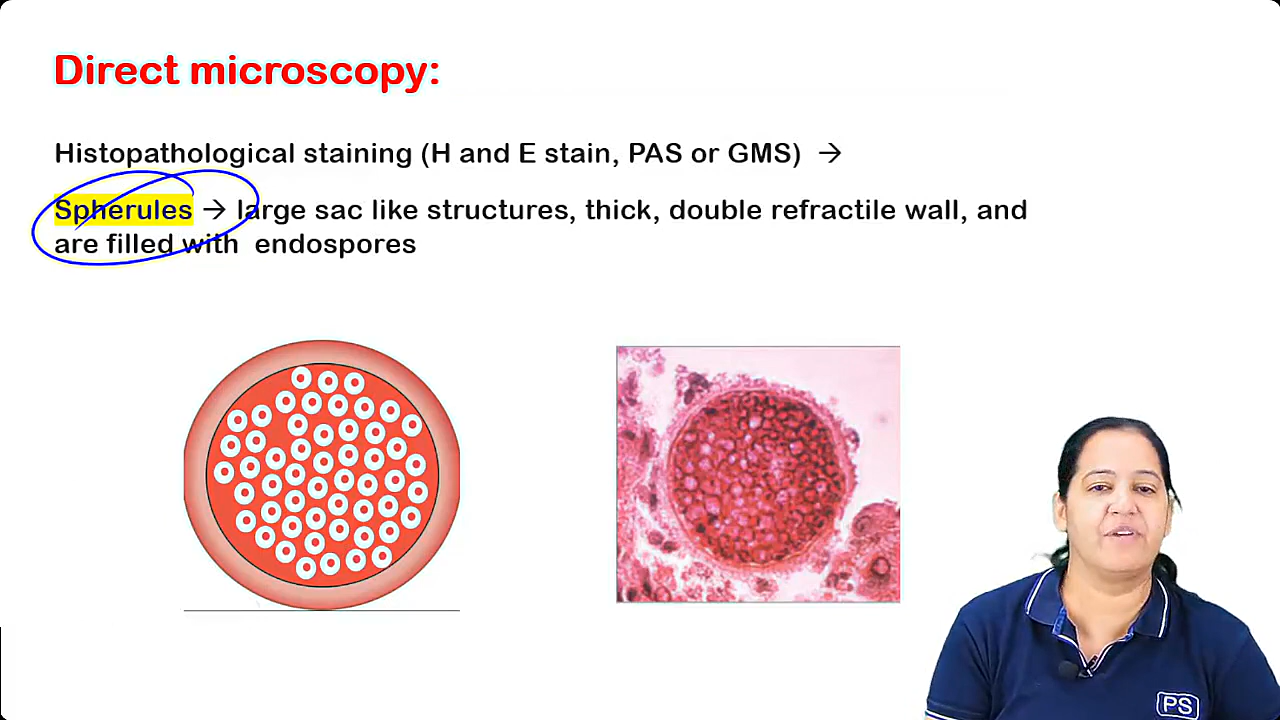 Direct microscopy:
Histopathological staining (H and E stain, PAS or GMS) →
Spherules → large sac like structures, thick, double refractile wall, and
are filled with endospores
PS